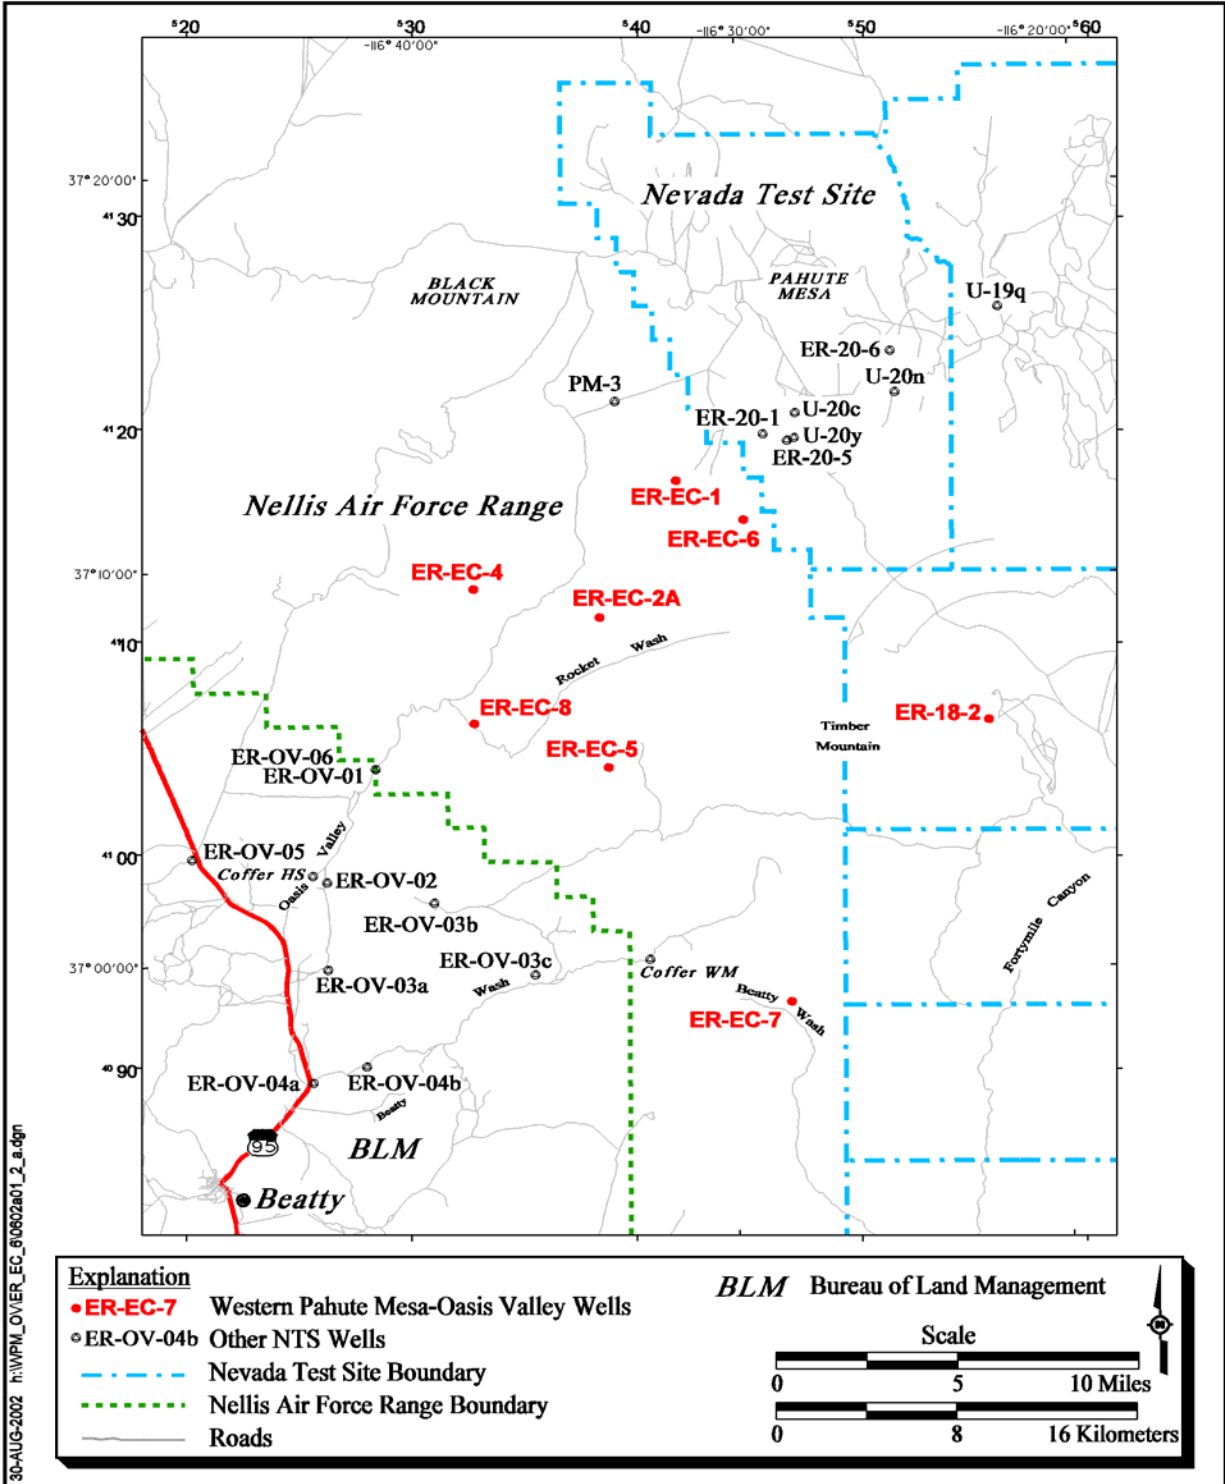 ⁵20
⁵30
⁵40
⁵50
⁵60
-116° 40' 00"
-116° 30' 00"
-116° 20' 00"
37° 20' 00"
Nevada Test Site
⁴¹30
BLACK
MOUNTAIN
PAHUTE
MESA
U-19q
ER-20-6
U-20n
PM-3
U-20c
ER-20-1
⁴¹20
U-20y
ER-20-5
ER-EC-1
Nellis Air Force Range
ER-EC-6
37° 10' 00"
ER-EC-4
ER-EC-2A
⁴¹10
Rocket Wash
ER-EC-8
ER-18-2
Timber
Mountain
ER-EC-5
ER-OV-06
ER-OV-01
Oasis Valley
⁴¹00
ER-OV-05
Coffer HS
ER-OV-02
ER-OV-03b
Fortymile Canyon
37° 00' 00"
ER-OV-03c
Coffer WM
ER-OV-03a
Wash
Beatty Wash
ER-EC-7
⁴⁰90
ER-OV-04a
ER-OV-04b
Beatty
95
BLM
Beatty
30-AUG-2002 h:\WPM_OV\ER_EC_6\0602a01_2_a.dgn
Explanation
ER-EC-7 Western Pahute Mesa-Oasis Valley Wells
ER-OV-04b Other NTS Wells
Nevada Test Site Boundary
Nellis Air Force Range Boundary
Roads
BLM Bureau of Land Management
N
Scale
0 5 10 Miles
0 8 16 Kilometers